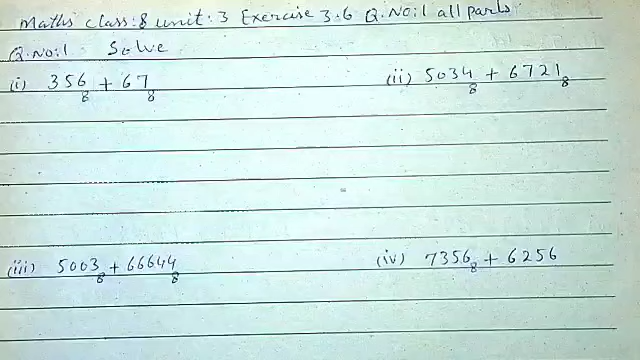 Maths class:8 unit:3 Exercise 3.6 Q.No:1 all parts
Q.No:1 Solve
(i) 356₈ + 67₈ (ii) 5034₈ + 6721₈
(iii) 5003₈ + 66644₈ (iv) 7356₈ + 6256